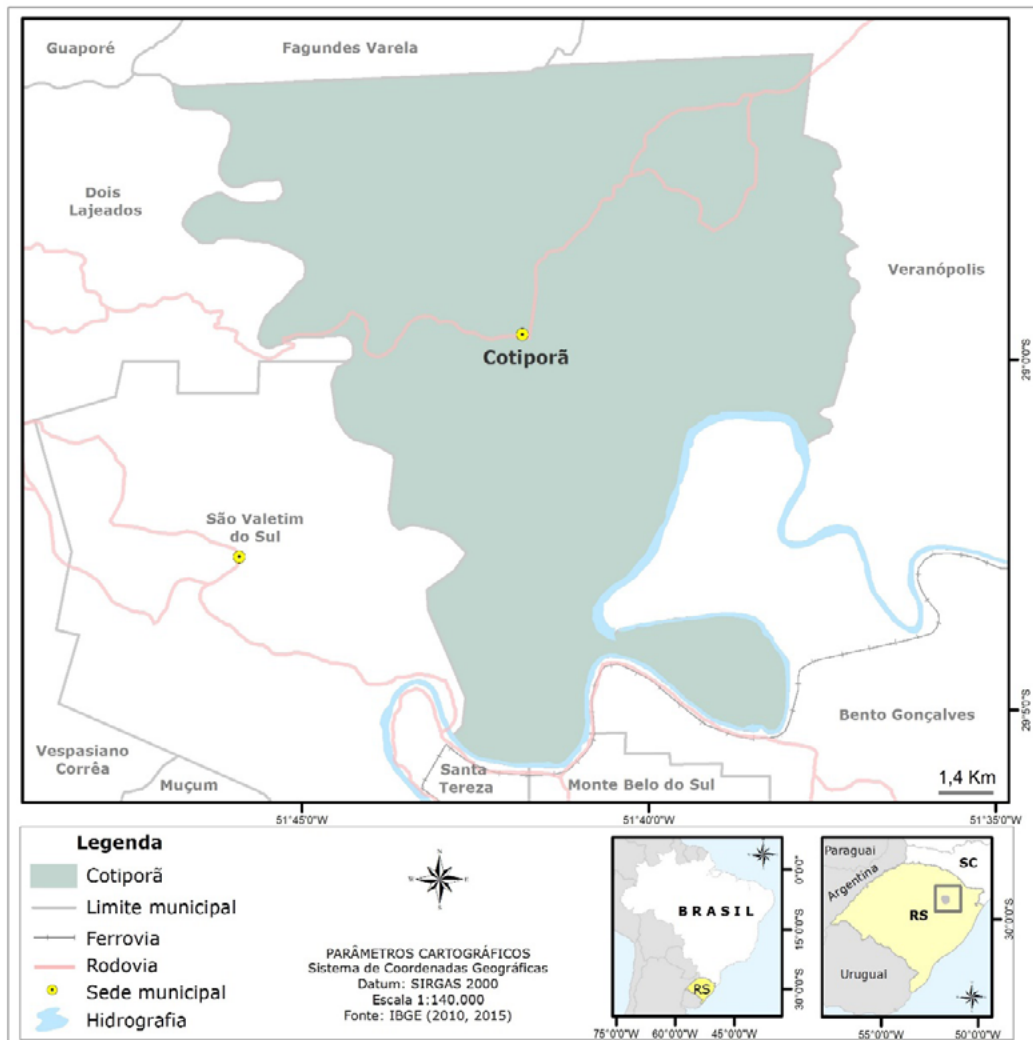 Guaporé
Fagundes Varela
Dois
Lajeados
Veranópolis
Cotiporã
29°0'0"S
São Valetim
do Sul
29°5'0"S
Bento Gonçalves
Vespasiano
Corrêa
Muçum
Santa
Tereza
Monte Belo do Sul
1,4 Km
51°45'0"W
51°40'0"W
51°35'0"W
Legenda
Cotiporã
Limite municipal
Ferrovia
Rodovia
Sede municipal
Hidrografia
PARÂMETROS CARTOGRÁFICOS
Sistema de Coordenadas Geográficas
Datum: SIRGAS 2000
Escala 1:140.000
Fonte: IBGE (2010, 2015)
BRASIL
RS
0°0'0"
15°0'0"S
30°0'0"S
75°0'0"W
60°0'0"W
45°0'0"W
Paraguai
Argentina
SC
RS
Uruguai
30°0'0"S
55°0'0"W
50°0'0"W